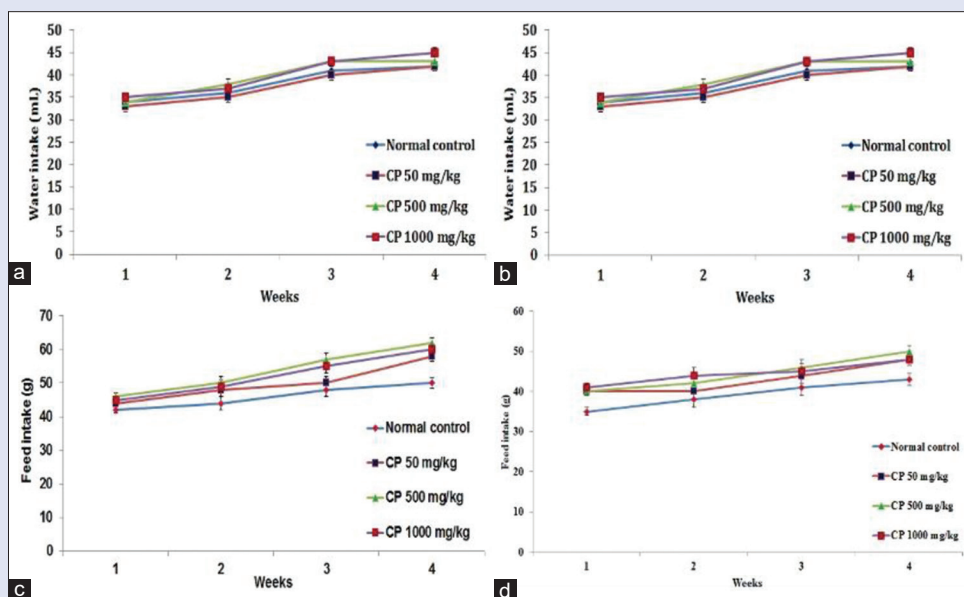 Water intake (mL)
50
45
40
35
30
25
20
15
10
5
0
Normal control
CP 50 mg/kg
CP 500 mg/kg
CP 1000 mg/kg
1 2 3 4
Weeks
a
Water intake (mL)
50
45
40
35
30
25
20
15
10
5
0
Normal control
CP 50 mg/kg
CP 500 mg/kg
CP 1000 mg/kg
1 2 3 4
Weeks
b
Feed intake (g)
70
60
50
40
30
20
10
0
Normal control
CP 50 mg/kg
CP 500 mg/kg
CP 1000 mg/kg
1 2 3 4
Weeks
c
Feed intake (g)
60
50
40
30
20
10
0
Normal control
CP 50 mg/kg
CP 500 mg/kg
CP 1000 mg/kg
1 2 3 4
Weeks
d